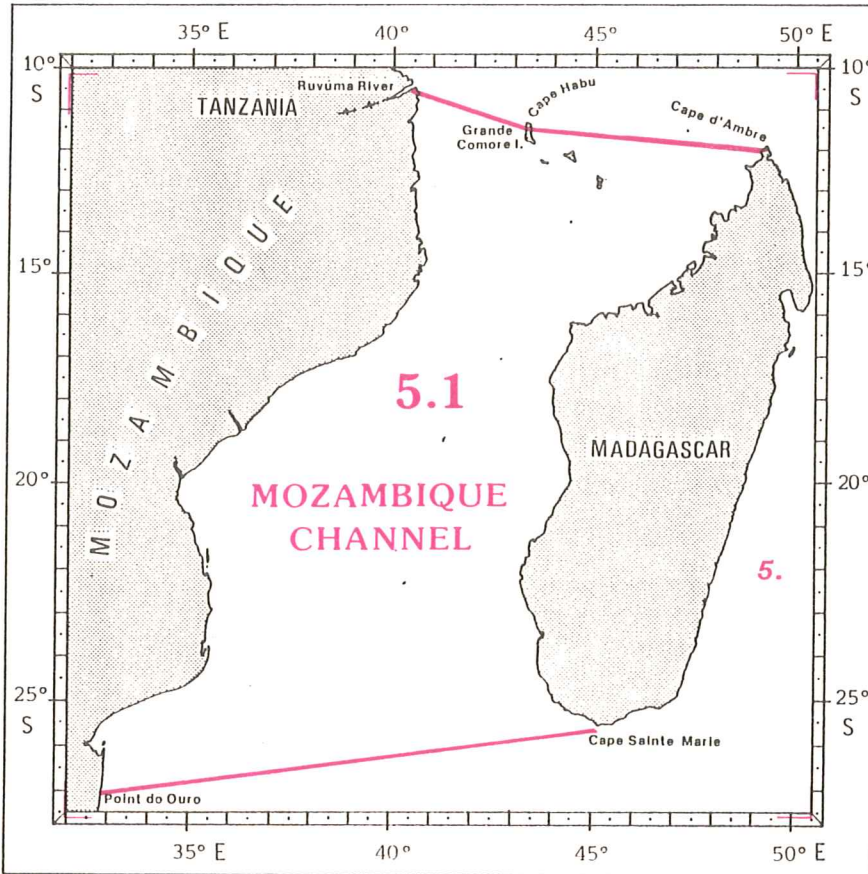 35° E 40° 45° 50° E
10° 10°
S S
Ruvuma River
TANZANIA
Cape Habu
Grande
Comore I.
Cape d'Ambre
MOZAMBIQUE
15° 15°
5.1
MADAGASCAR
20° 20°
MOZAMBIQUE
CHANNEL
5.
25° 25°
S S
Cape Sainte Marie
Point do Ouro
35° E 40° 45° 50° E